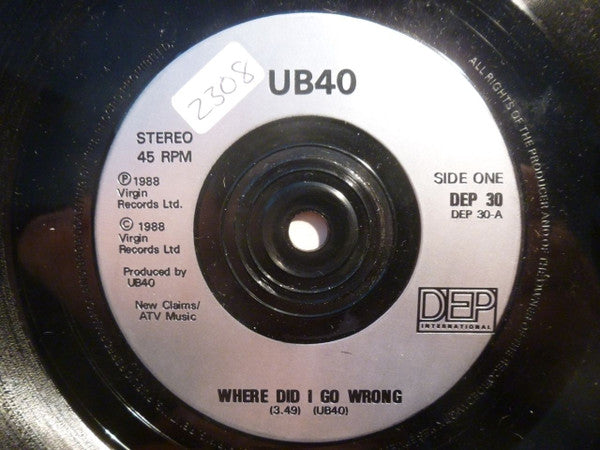 2308
UB40
STEREO
45 RPM
℗ 1988
Virgin
Records Ltd.
© 1988
Virgin
Records Ltd
Produced by
UB40
New Claims/
ATV Music
SIDE ONE
DEP 30
DEP 30-A
DEP
INTERNATIONAL
WHERE DID I GO WRONG
(3.49) (UB40)
ALL RIGHTS OF THE PRODUCER AND OF THE